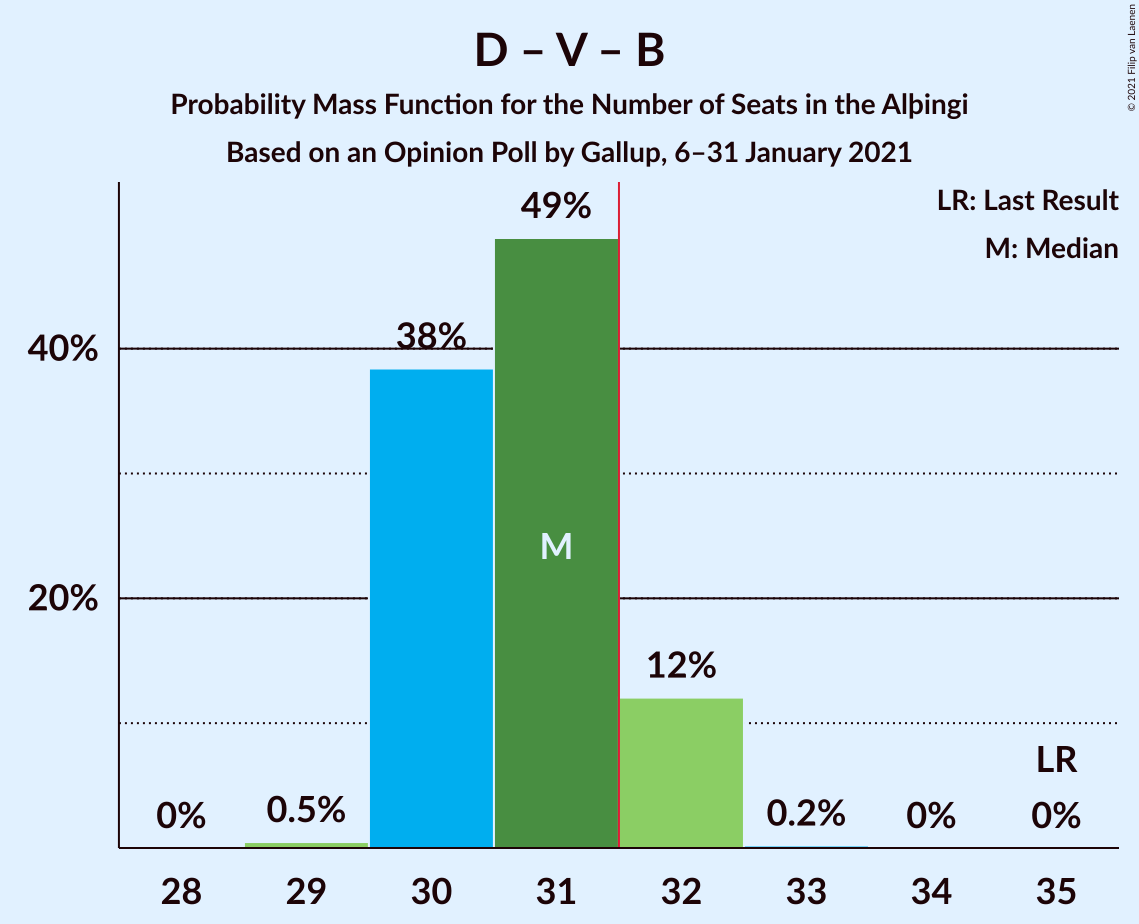 D – V – B
Probability Mass Function for the Number of Seats in the Alþingi
Based on an Opinion Poll by Gallup, 6–31 January 2021
© 2021 Filip van Laenen
LR: Last Result
M: Median
49%
38%
40%
M
20%
12%
LR
0%
0.5%
0.2%
0%
0%
28
29
30
31
32
33
34
35